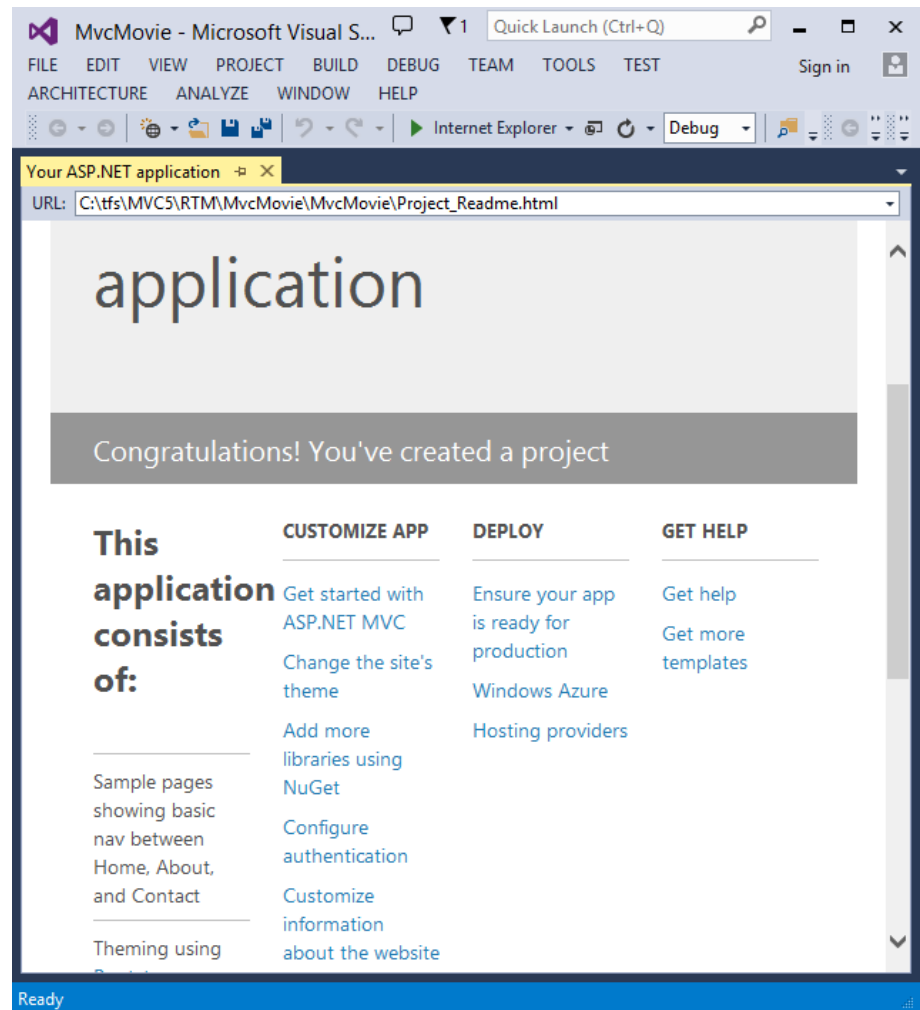 MvcMovie - Microsoft Visual S...
1
Quick Launch (Ctrl+Q)
FILE EDIT VIEW PROJECT BUILD DEBUG TEAM TOOLS TEST Sign in
ARCHITECTURE ANALYZE WINDOW HELP
Internet Explorer Debug
Your ASP.NET application
URL: C:\tfs\MVC5\RTM\MvcMovie\MvcMovie\Project_Readme.html
application
Congratulations! You've created a project
This
application
consists
of:
Sample pages
showing basic
nav between
Home, About,
and Contact
Theming using
CUSTOMIZE APP
Get started with
ASP.NET MVC
Change the site's
theme
Add more
libraries using
NuGet
Configure
authentication
Customize
information
about the website
DEPLOY
Ensure your app
is ready for
production
Windows Azure
Hosting providers
GET HELP
Get help
Get more
templates
Ready